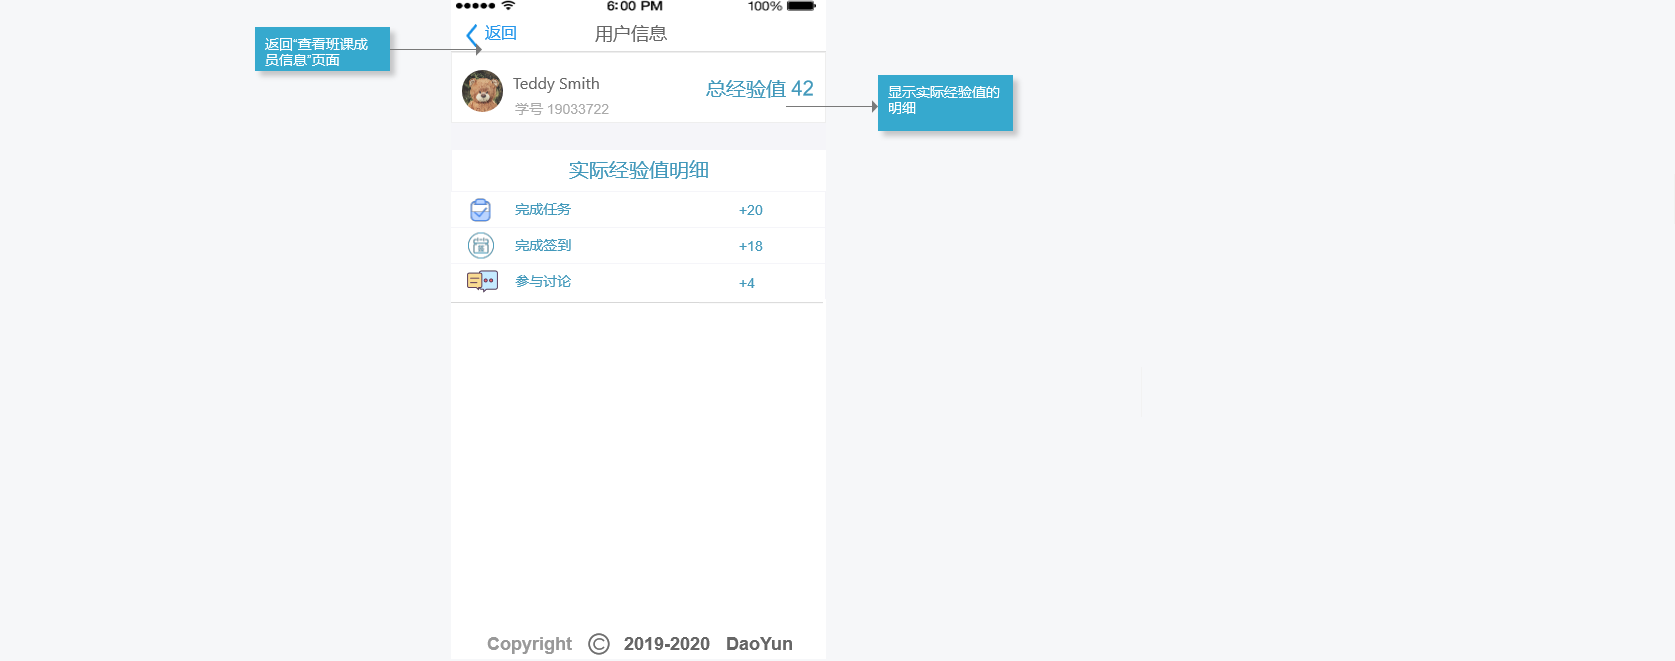 6:00 PM 100%
返回 用户信息
返回“查看班课成
员信息”页面
Teddy Smith
学号 19033722
总经验值 42
显示实际经验值的
明细
实际经验值明细
完成任务 +20
完成签到 +18
参与讨论 +4
Copyright © 2019-2020 DaoYun